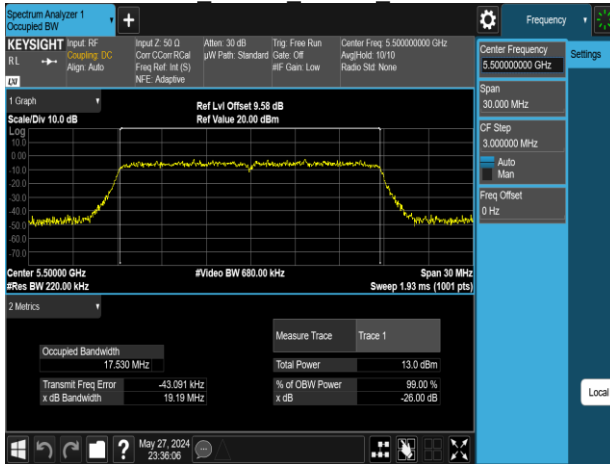 Spectrum Analyzer 1
Occupied BW
+
Frequency
KEYSIGHT
RL
LXI
Input: RF
Coupling: DC
Align: Auto
Input Z: 50 Ω
Corr CCorr RCal
Freq Ref: Int (S)
NFE: Adaptive
Atten: 30 dB
µW Path: Standard
Trig: Free Run
Gate: Off
#IF Gain: Low
Center Freq: 5.500000000 GHz
Avg|Hold: 10/10
Radio Std: None
Center Frequency
5.500000000 GHz
Settings
Span
30.000 MHz
CF Step
3.000000 MHz
Auto
Man
Freq Offset
0 Hz
Local
1 Graph
Scale/Div 10.0 dB
Ref Lvl Offset 9.58 dB
Ref Value 20.00 dBm
Log
10.0
0.00
-10.0
-20.0
-30.0
-40.0
-50.0
-60.0
-70.0
Center 5.50000 GHz
#Res BW 220.00 kHz
#Video BW 680.00 kHz
Span 30 MHz
Sweep 1.93 ms (1001 pts)
2 Metrics
Measure Trace Trace 1
Occupied Bandwidth
17.530 MHz
Total Power 13.0 dBm
Transmit Freq Error -43.091 kHz
% of OBW Power 99.00 %
x dB Bandwidth 19.19 MHz
x dB -26.00 dB
?
May 27, 2024
23:36:06